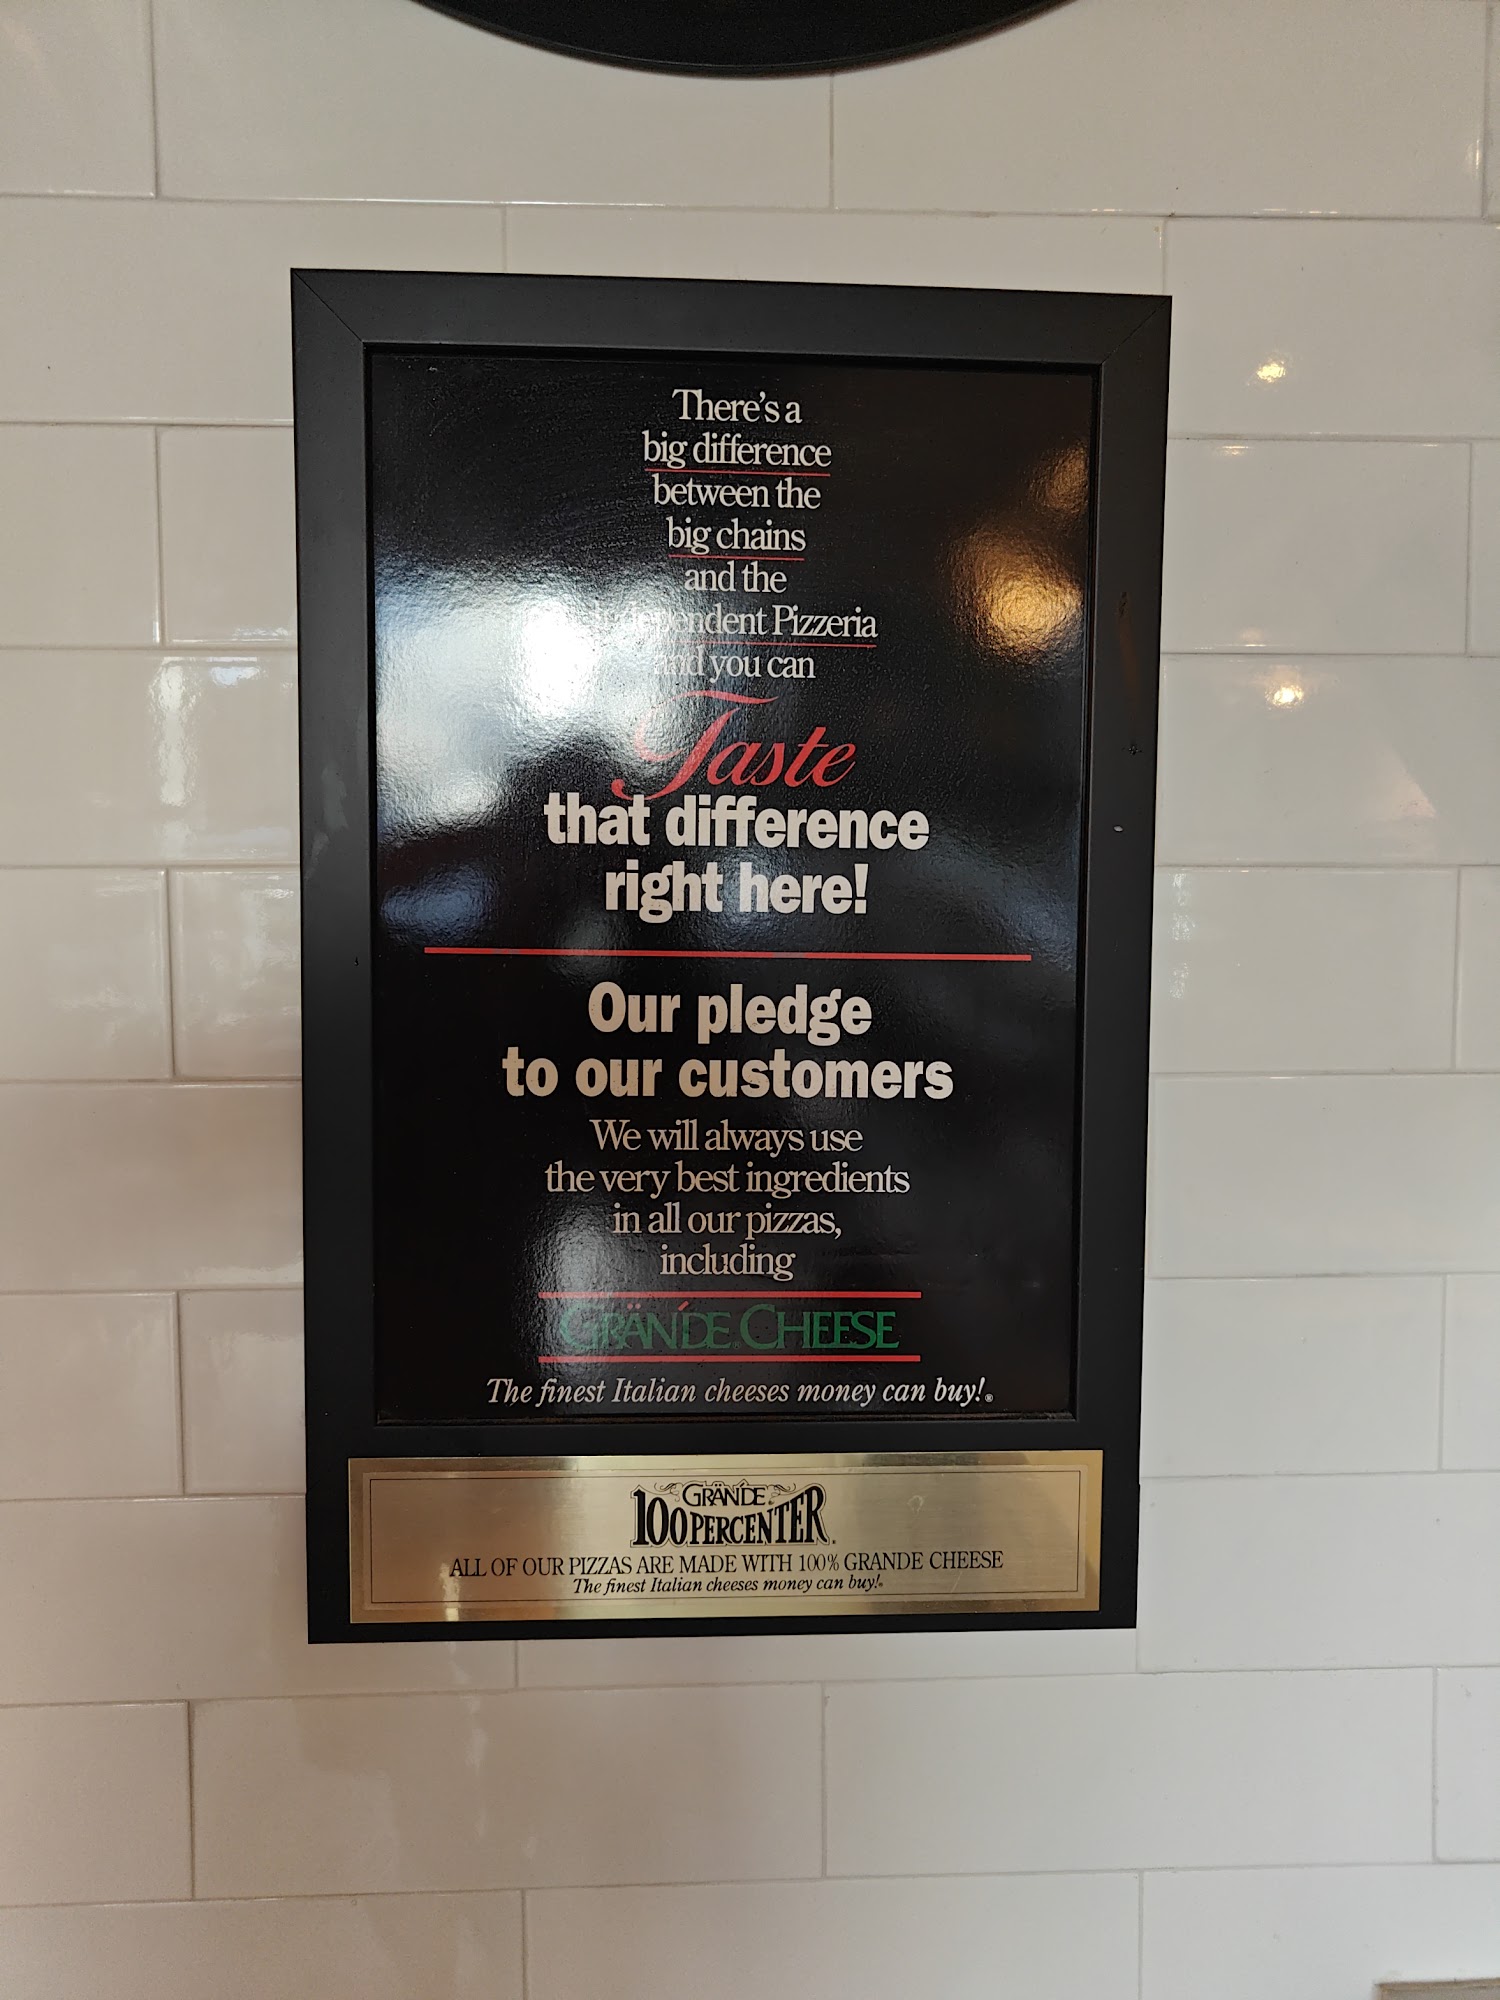 There's a
big difference
between the
big chains
and the
Independent Pizzeria
and you can
Taste
that difference
right here!
Our pledge
to our customers
We will always use
the very best ingredients
in all our pizzas,
including
GRÄNDE. CHEESE
The finest Italian cheeses money can buy!®
GRÄNDE®
100 PERCENTER®
ALL OF OUR PIZZAS ARE MADE WITH 100% GRANDE CHEESE
The finest Italian cheeses money can buy!®